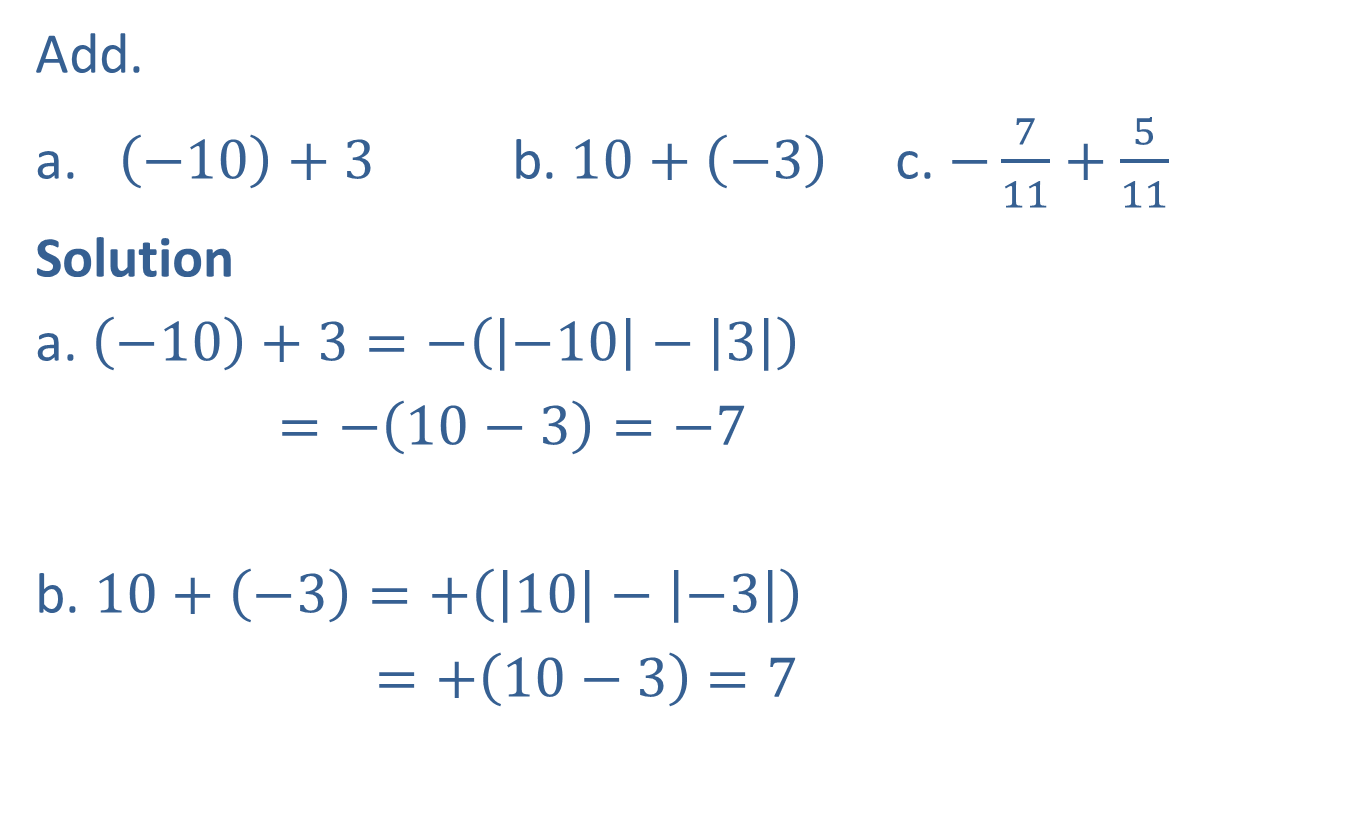 Add.
a. (−10) + 3 b. 10 + (−3) c. −7/11 + 5/11
Solution
a. (−10) + 3 = −(|−10| − |3|)
= −(10 − 3) = −7
b. 10 + (−3) = +(|10| − |−3|)
= +(10 − 3) = 7